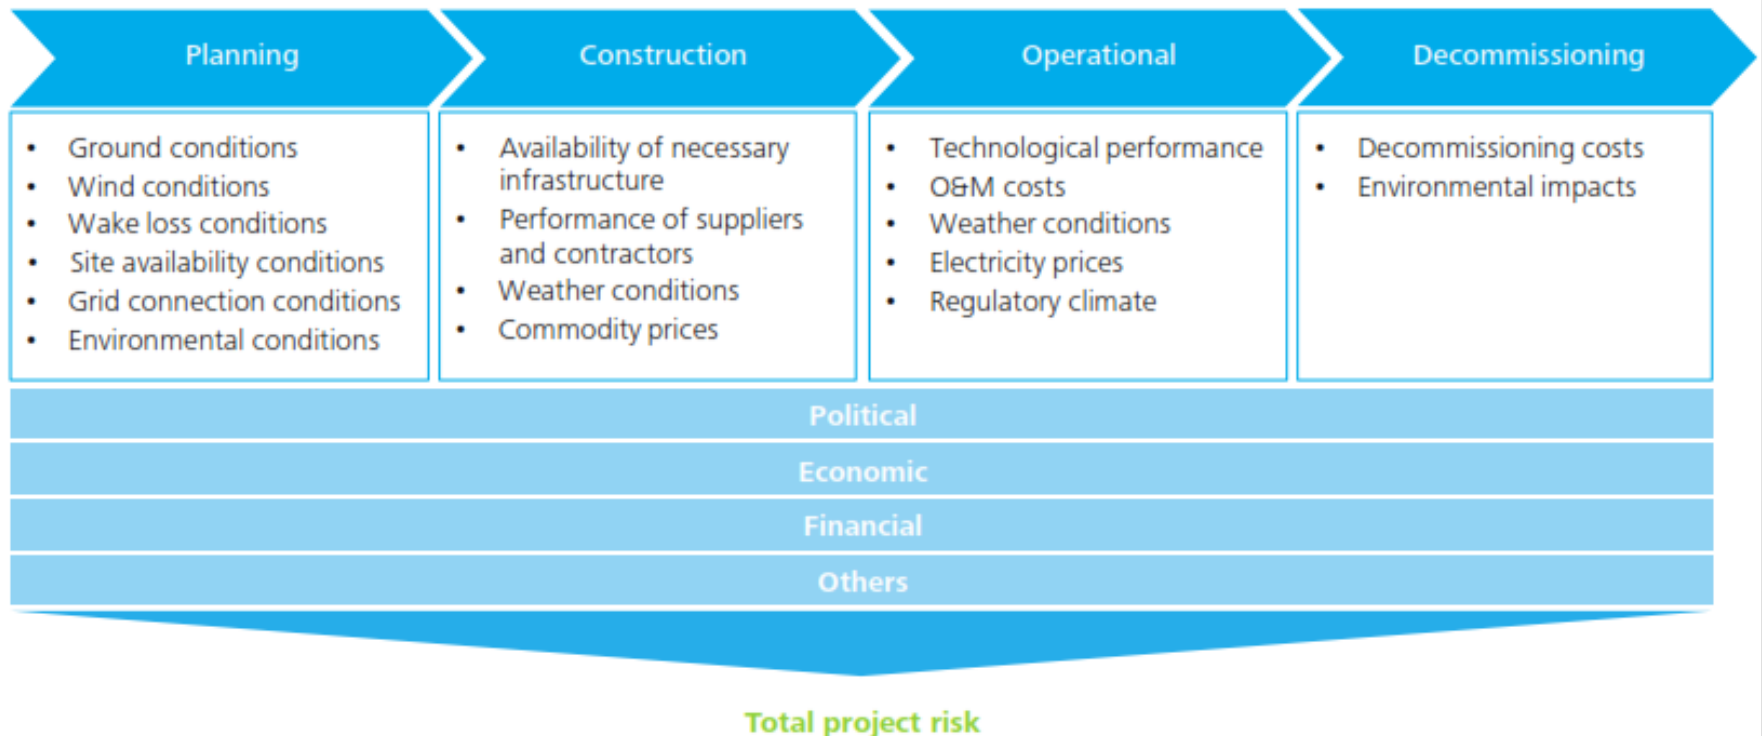 Planning
Construction
Operational
Decommissioning
• Ground conditions
• Wind conditions
• Wake loss conditions
• Site availability conditions
• Grid connection conditions
• Environmental conditions
• Availability of necessary
infrastructure
• Performance of suppliers
and contractors
• Weather conditions
• Commodity prices
• Technological performance
• O&M costs
• Weather conditions
• Electricity prices
• Regulatory climate
• Decommissioning costs
• Environmental impacts
Political
Economic
Financial
Others
Total project risk